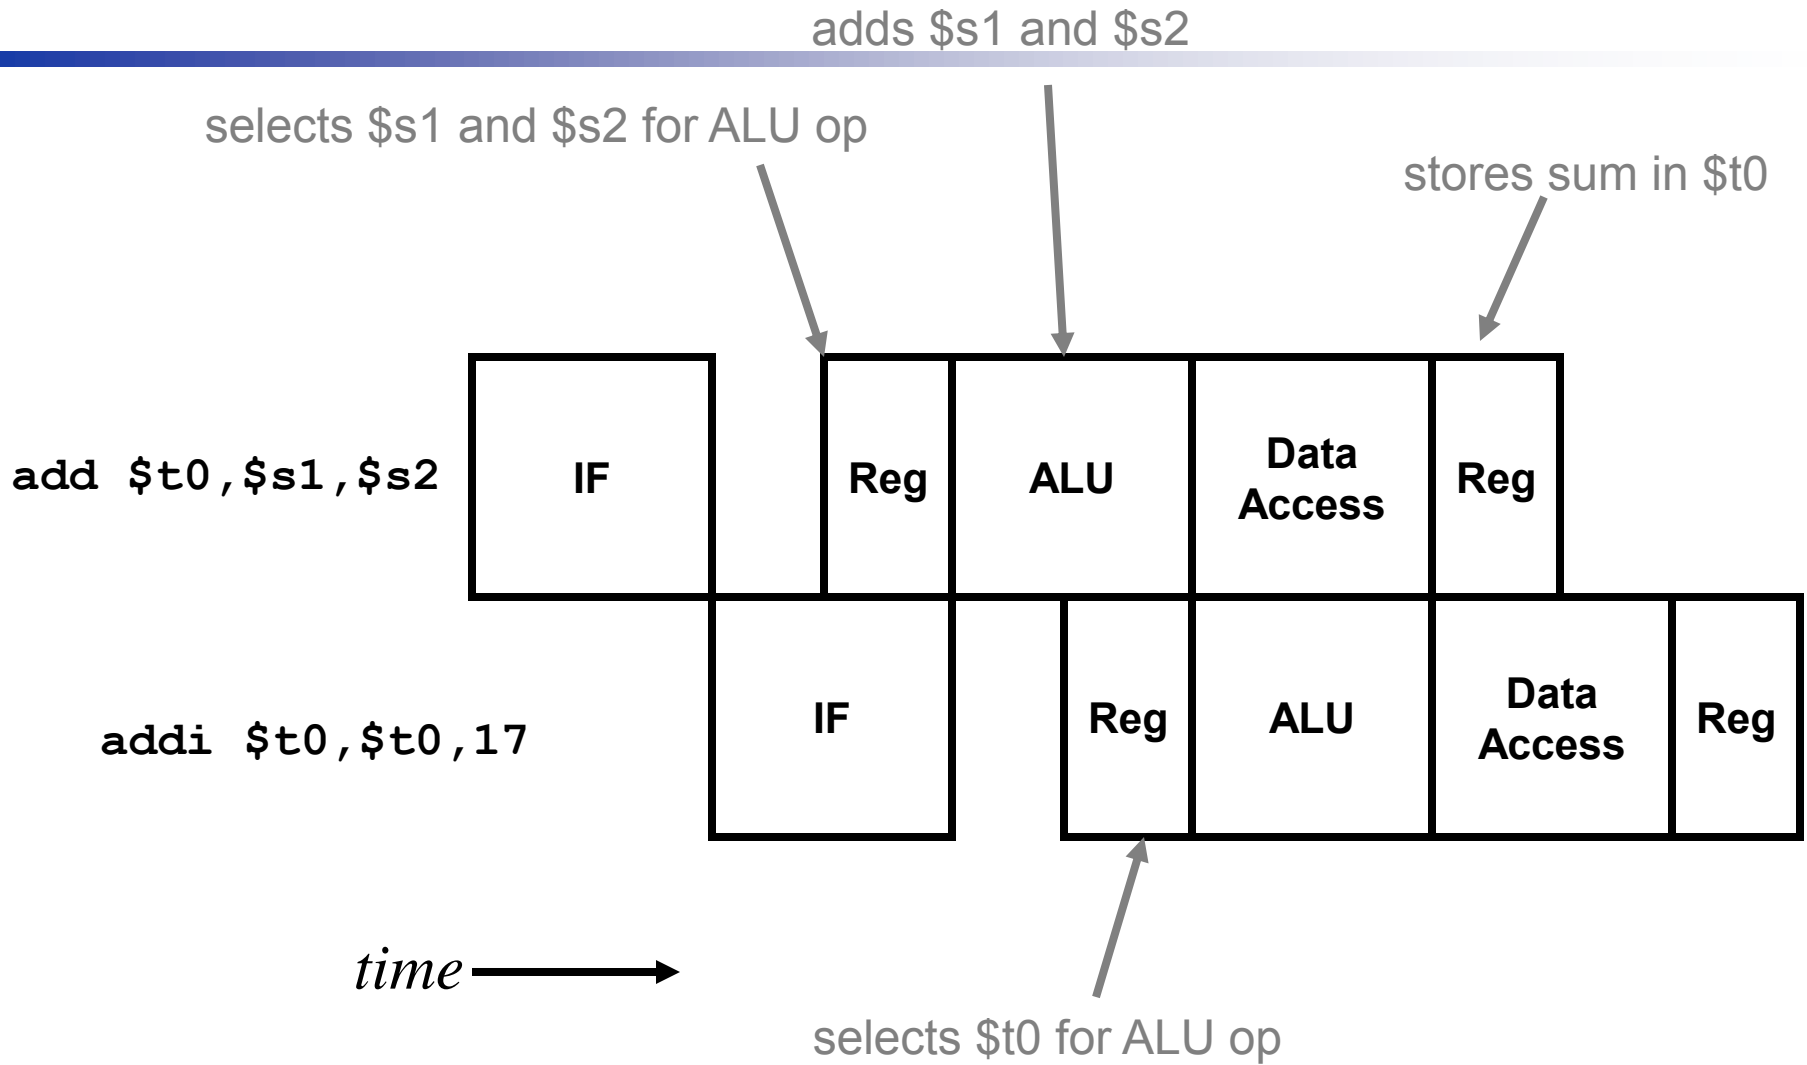 adds $s1 and $s2
selects $s1 and $s2 for ALU op
stores sum in $t0
add $t0,$s1,$s2
IF
Reg
ALU
Data
Access
Reg
addi $t0,$t0,17
IF
Reg
ALU
Data
Access
Reg
time
selects $t0 for ALU op